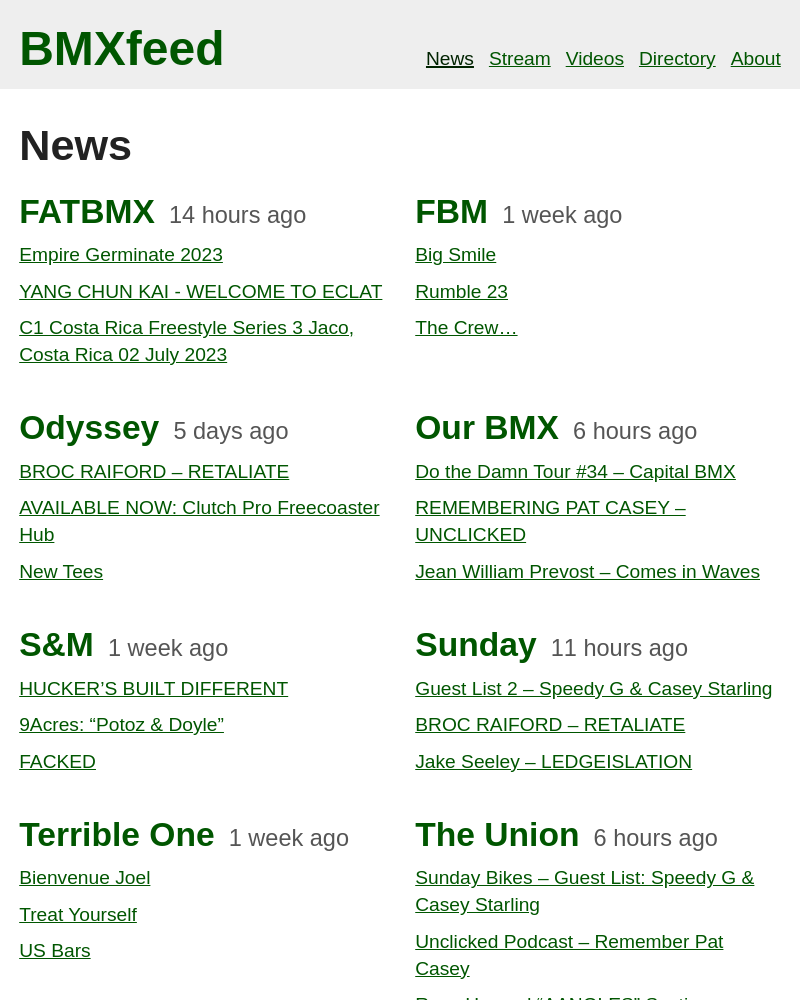 BMXfeed
News Stream Videos Directory About
News
FATBMX 14 hours ago
Empire Germinate 2023
YANG CHUN KAI - WELCOME TO ECLAT
C1 Costa Rica Freestyle Series 3 Jaco,
Costa Rica 02 July 2023
FBM 1 week ago
Big Smile
Rumble 23
The Crew…
Odyssey 5 days ago
BROC RAIFORD – RETALIATE
AVAILABLE NOW: Clutch Pro Freecoaster
Hub
New Tees
Our BMX 6 hours ago
Do the Damn Tour #34 – Capital BMX
REMEMBERING PAT CASEY –
UNCLICKED
Jean William Prevost – Comes in Waves
S&M 1 week ago
HUCKER’S BUILT DIFFERENT
9Acres: “Potoz & Doyle”
FACKED
Sunday 11 hours ago
Guest List 2 – Speedy G & Casey Starling
BROC RAIFORD – RETALIATE
Jake Seeley – LEDGEISLATION
Terrible One 1 week ago
Bienvenue Joel
Treat Yourself
US Bars
The Union 6 hours ago
Sunday Bikes – Guest List: Speedy G &
Casey Starling
Unclicked Podcast – Remember Pat
Casey